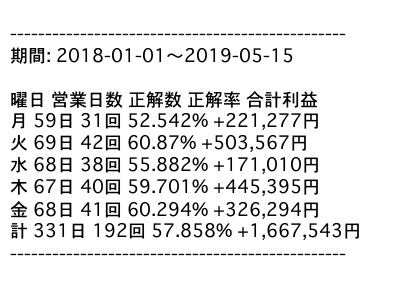 ------------------------------------------------
期間: 2018-01-01〜2019-05-15
曜日 営業日数 正解数 正解率 合計利益
月 59日 31回 52.542% +221,277円
火 69日 42回 60.87% +503,567円
水 68日 38回 55.882% +171,010円
木 67日 40回 59.701% +445,395円
金 68日 41回 60.294% +326,294円
計 331日 192回 57.858% +1,667,543円
------------------------------------------------